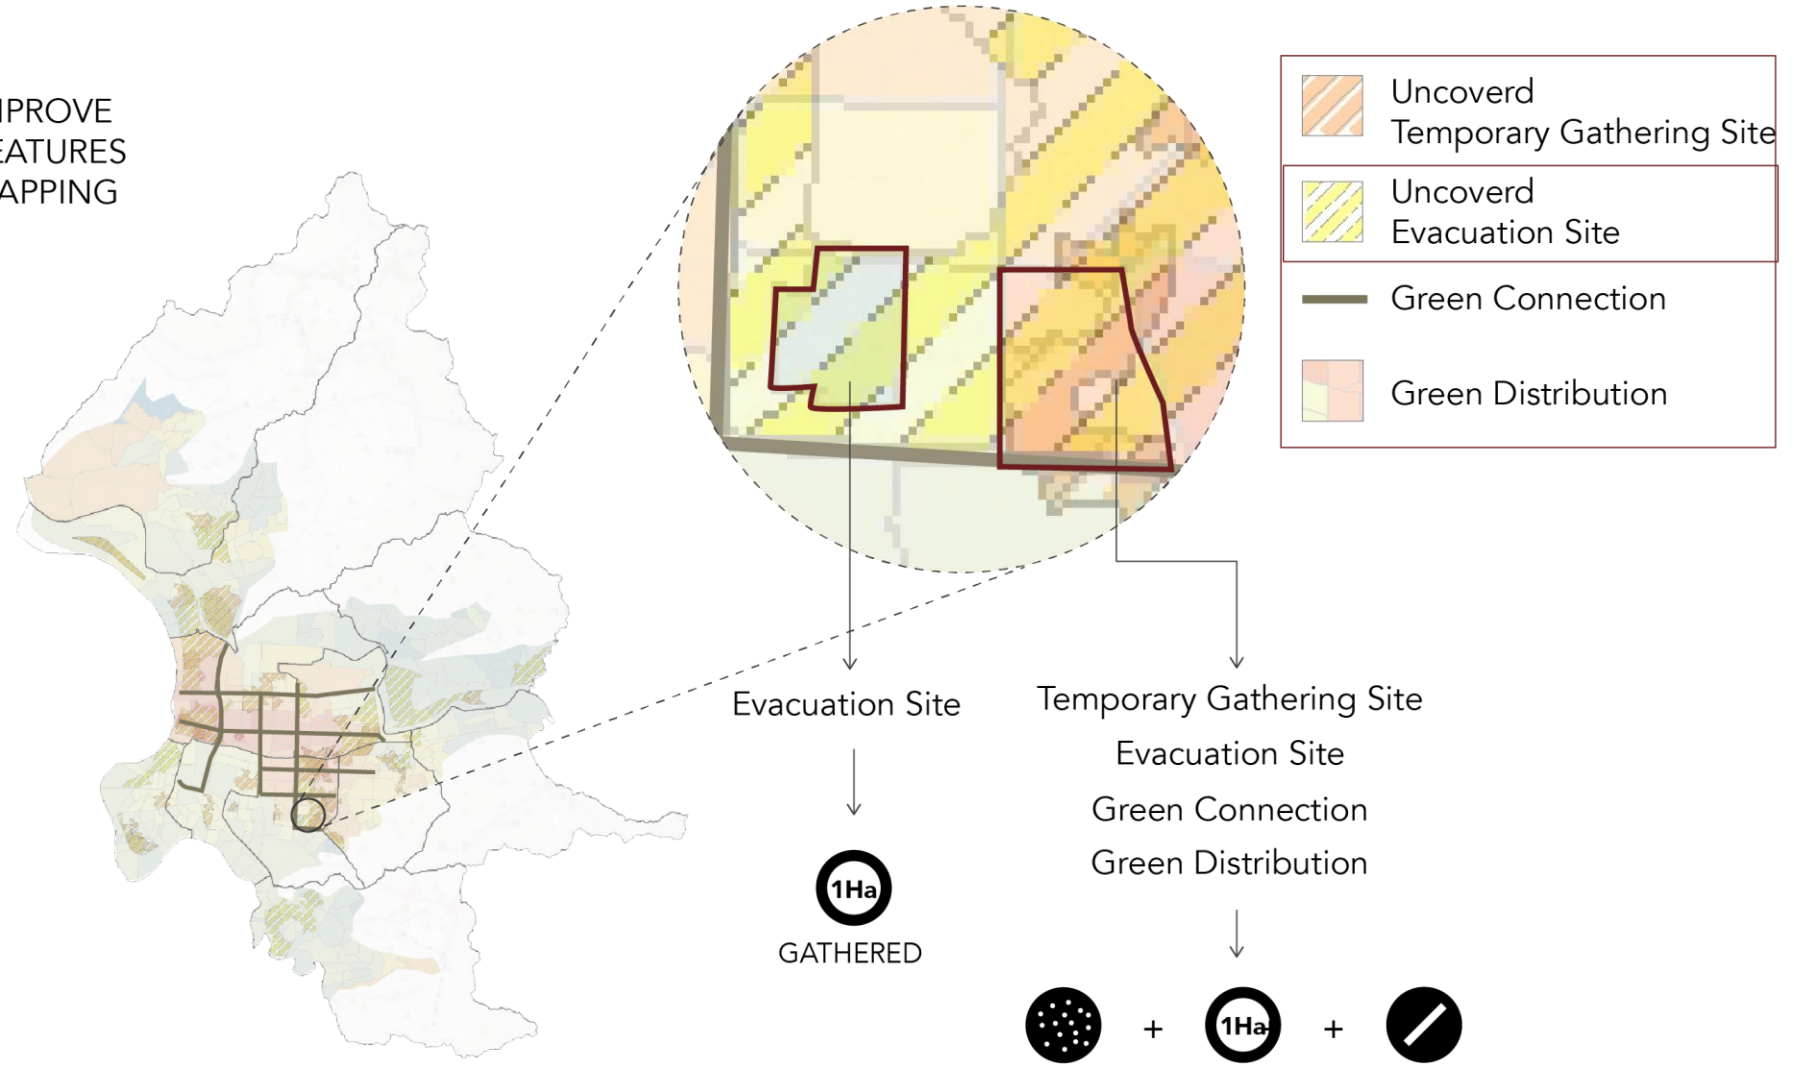 MPROVE
EATURES
APPING
Uncoverd
Temporary Gathering Site
Uncoverd
Evacuation Site
Green Connection
Green Distribution
Evacuation Site
1Ha
GATHERED
Temporary Gathering Site
Evacuation Site
Green Connection
Green Distribution
+ 1Ha +